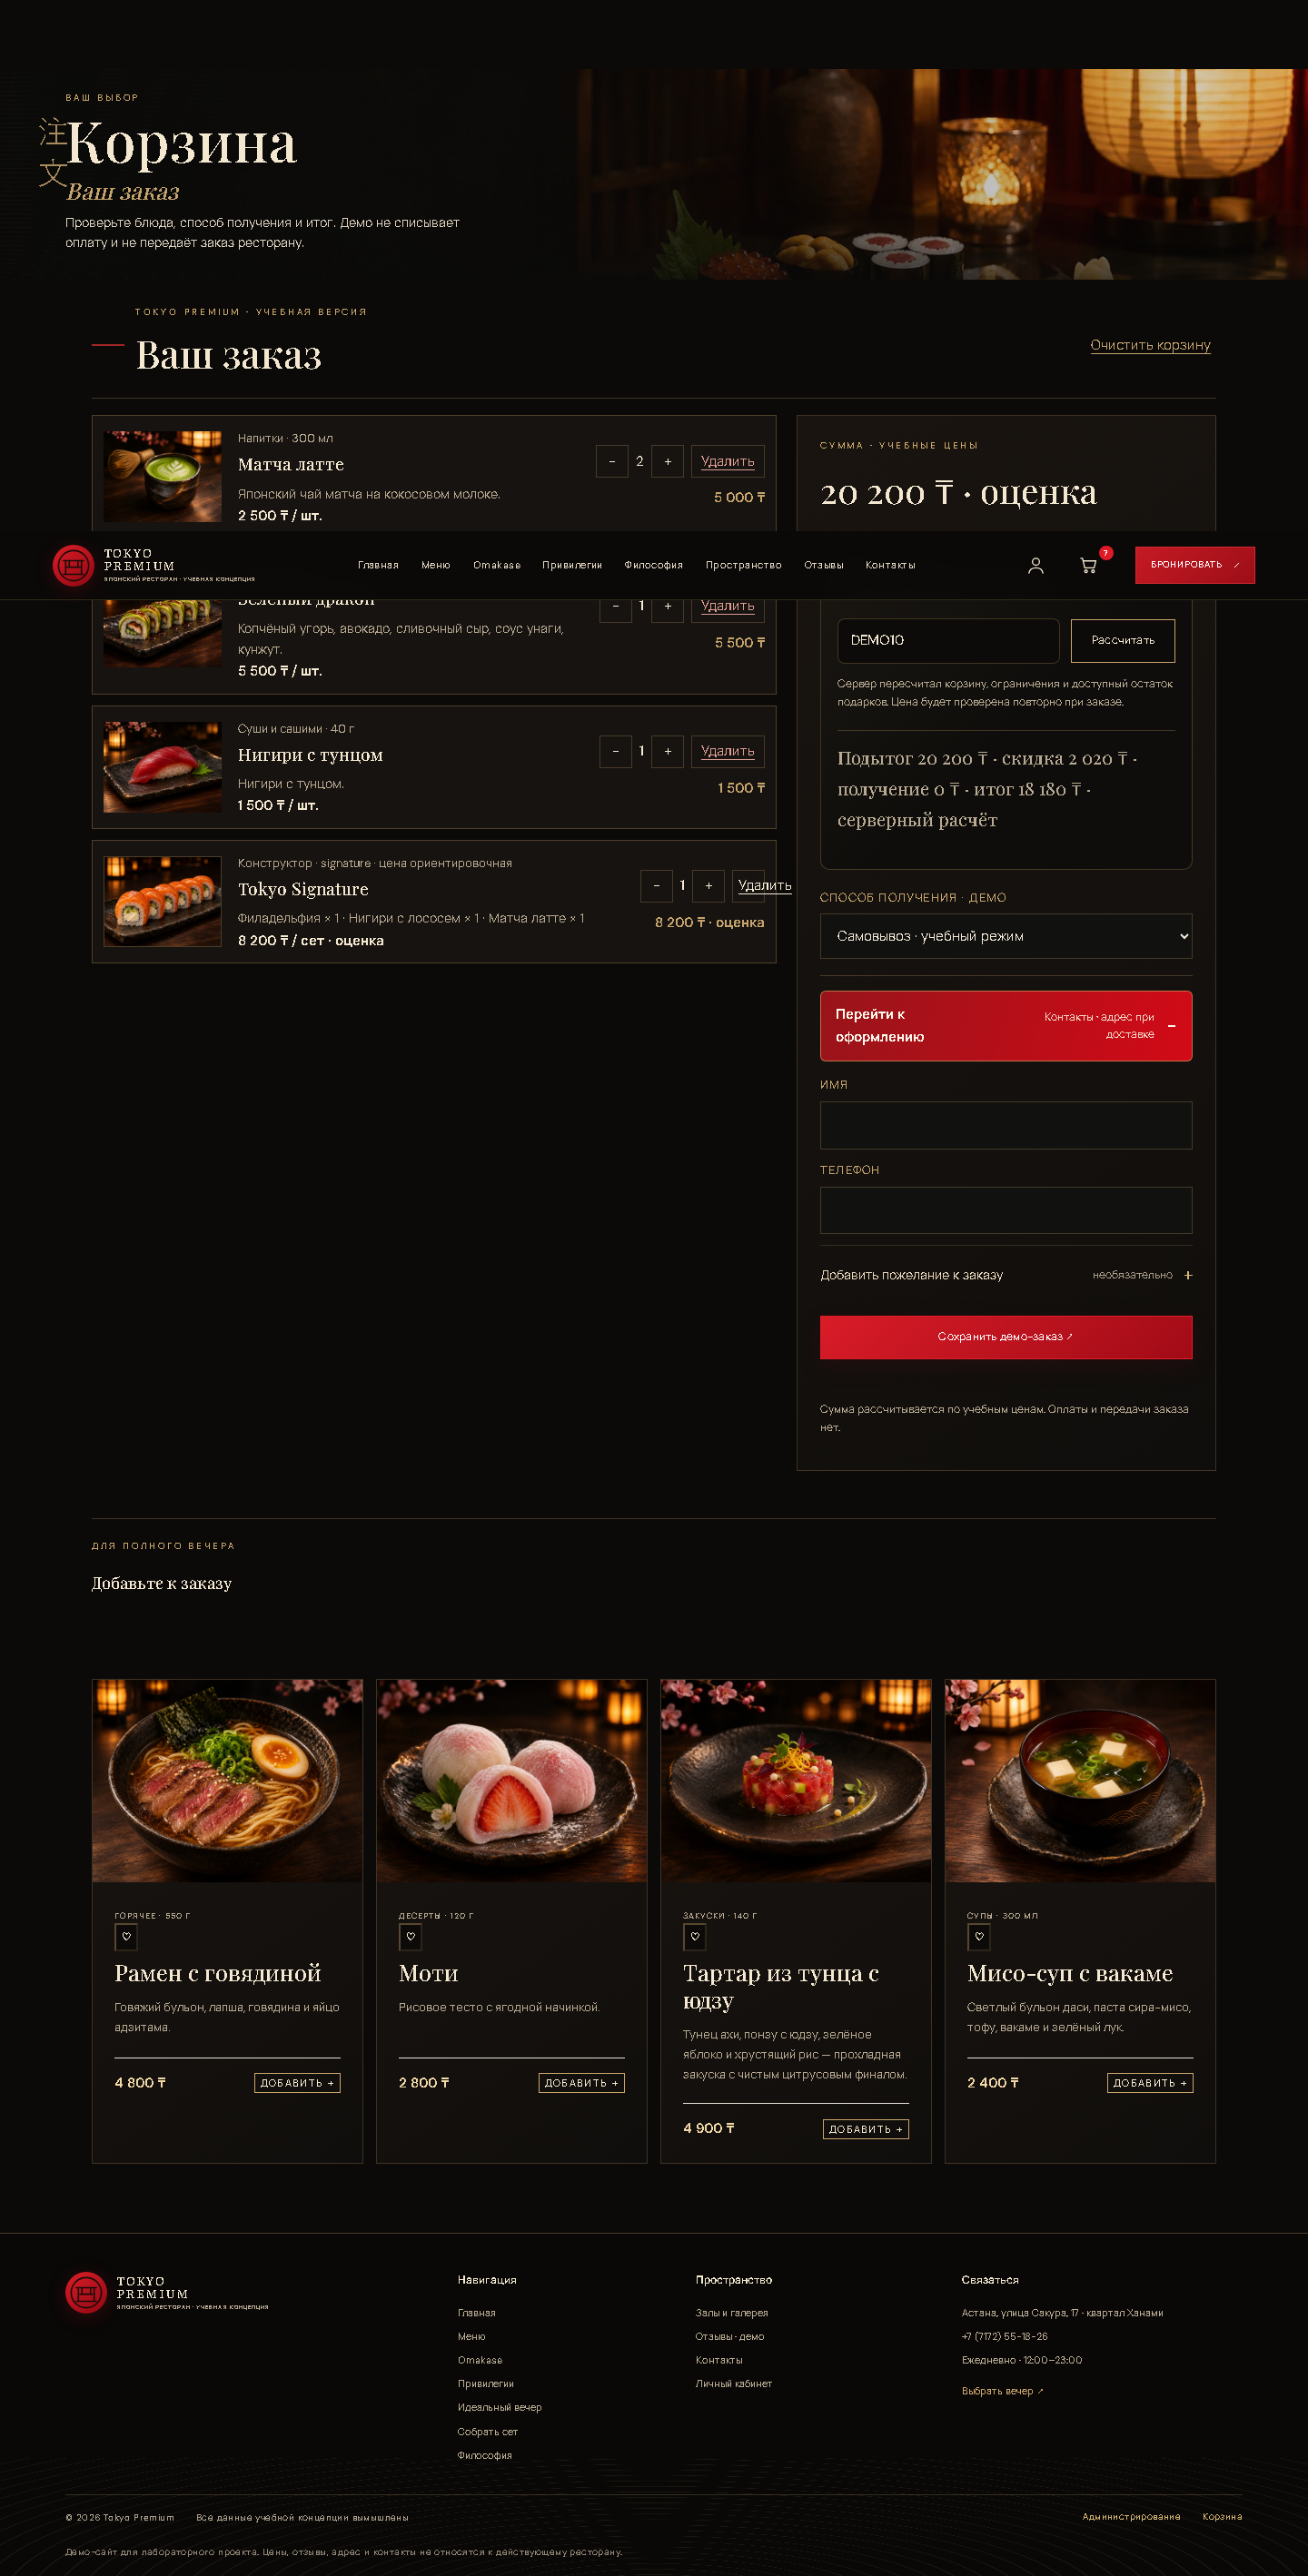 ВАШ ВЫБОР
注文
Корзина
Ваш заказ
Проверьте блюда, способ получения и итог. Демо не списывает
оплату и не передаёт заказ ресторану.
TOKYO PREMIUM · УЧЕБНАЯ ВЕРСИЯ
Ваш заказ
Очистить корзину
Напитки · 300 мл
Матча латте
Японский чай матча на кокосовом молоке.
2 500 ₸ / шт.
− 2 + Удалить
5 000 ₸
СУММА · УЧЕБНЫЕ ЦЕНЫ
20 200 ₸ · оценка
TOKYO
PREMIUM
ЯПОНСКИЙ РЕСТОРАН · УЧЕБНАЯ КОНЦЕПЦИЯ
Главная
Меню
Omakase
Привилегии
Философия
Пространство
Отзывы
Контакты
7
БРОНИРОВАТЬ ↗
Зелёный дракон
Копчёный угорь, авокадо, сливочный сыр, соус унаги,
кунжут.
5 500 ₸ / шт.
− 1 + Удалить
5 500 ₸
Суши и сашими · 40 г
Нигири с тунцом
Нигири с тунцом.
1 500 ₸ / шт.
− 1 + Удалить
1 500 ₸
Конструктор · signature · цена ориентировочная
Tokyo Signature
Филадельфия × 1 · Нигири с лососем × 1 · Матча латте × 1
8 200 ₸ / сет · оценка
− 1 + Удалить
8 200 ₸ · оценка
DEMO10
Рассчитать
Сервер пересчитал корзину, ограничения и доступный остаток
подарков. Цена будет проверена повторно при заказе.
Подытог 20 200 ₸ · скидка 2 020 ₸ ·
получение 0 ₸ · итог 18 180 ₸ ·
серверный расчёт
СПОСОБ ПОЛУЧЕНИЯ · ДЕМО
Самовывоз · учебный режим
Перейти к
оформлению
Контакты · адрес при
доставке
−
ИМЯ
ТЕЛЕФОН
Добавить пожелание к заказу
необязательно +
Сохранить демо-заказ ↗
Сумма рассчитывается по учебным ценам. Оплаты и передачи заказа
нет.
ДЛЯ ПОЛНОГО ВЕЧЕРА
Добавьте к заказу
ГОРЯЧЕЕ · 550 Г
♡
Рамен с говядиной
Говяжий бульон, лапша, говядина и яйцо
адзитама.
4 800 ₸
ДОБАВИТЬ +
ДЕСЕРТЫ · 120 Г
♡
Моти
Рисовое тесто с ягодной начинкой.
2 800 ₸
ДОБАВИТЬ +
ЗАКУСКИ · 140 Г
♡
Тартар из тунца с
юдзу
Тунец ахи, понзу с юдзу, зелёное
яблоко и хрустящий рис — прохладная
закуска с чистым цитрусовым финалом.
4 900 ₸
ДОБАВИТЬ +
СУПЫ · 300 МЛ
♡
Мисо-суп с вакаме
Светлый бульон даси, паста сиро-мисо,
тофу, вакаме и зелёный лук.
2 400 ₸
ДОБАВИТЬ +
TOKYO
PREMIUM
ЯПОНСКИЙ РЕСТОРАН · УЧЕБНАЯ КОНЦЕПЦИЯ
Навигация
Главная
Меню
Omakase
Привилегии
Идеальный вечер
Собрать сет
Философия
Пространство
Залы и галерея
Отзывы · демо
Контакты
Личный кабинет
Связаться
Астана, улица Сакура, 17 · квартал Ханами
+7 (7172) 55-18-26
Ежедневно · 12:00–23:00
Выбрать вечер ↗
© 2026 Tokyo Premium
Все данные учебной концепции вымышлены
Администрирование
Корзина
Демо-сайт для лабораторного проекта. Цены, отзывы, адрес и контакты не относятся к действующему ресторану.